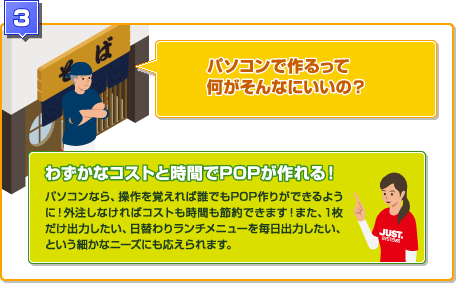 3
そば
パソコンで作るって
何がそんなにいいの？
わずかなコストと時間でPOPが作れる！
パソコンなら、操作を覚えれば誰でもPOP作りができるよう
に！外注しなければコストも時間も節約できます！また、1枚
だけ出力したい、日替わりランチメニューを毎日出力したい、
という細かなニーズにも応えられます。
JUST.
SYSTEMS